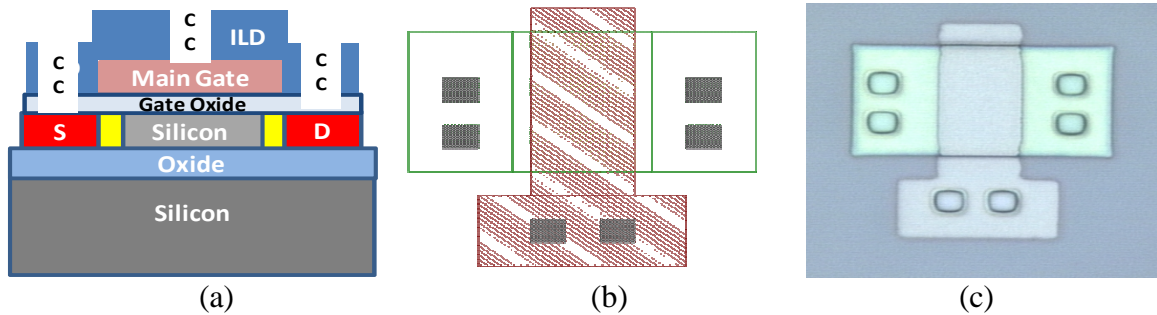 C
C
ILD
C
C
C
C
Main Gate
Gate Oxide
S
Silicon
D
Oxide
Silicon
(a)
(b)
(c)